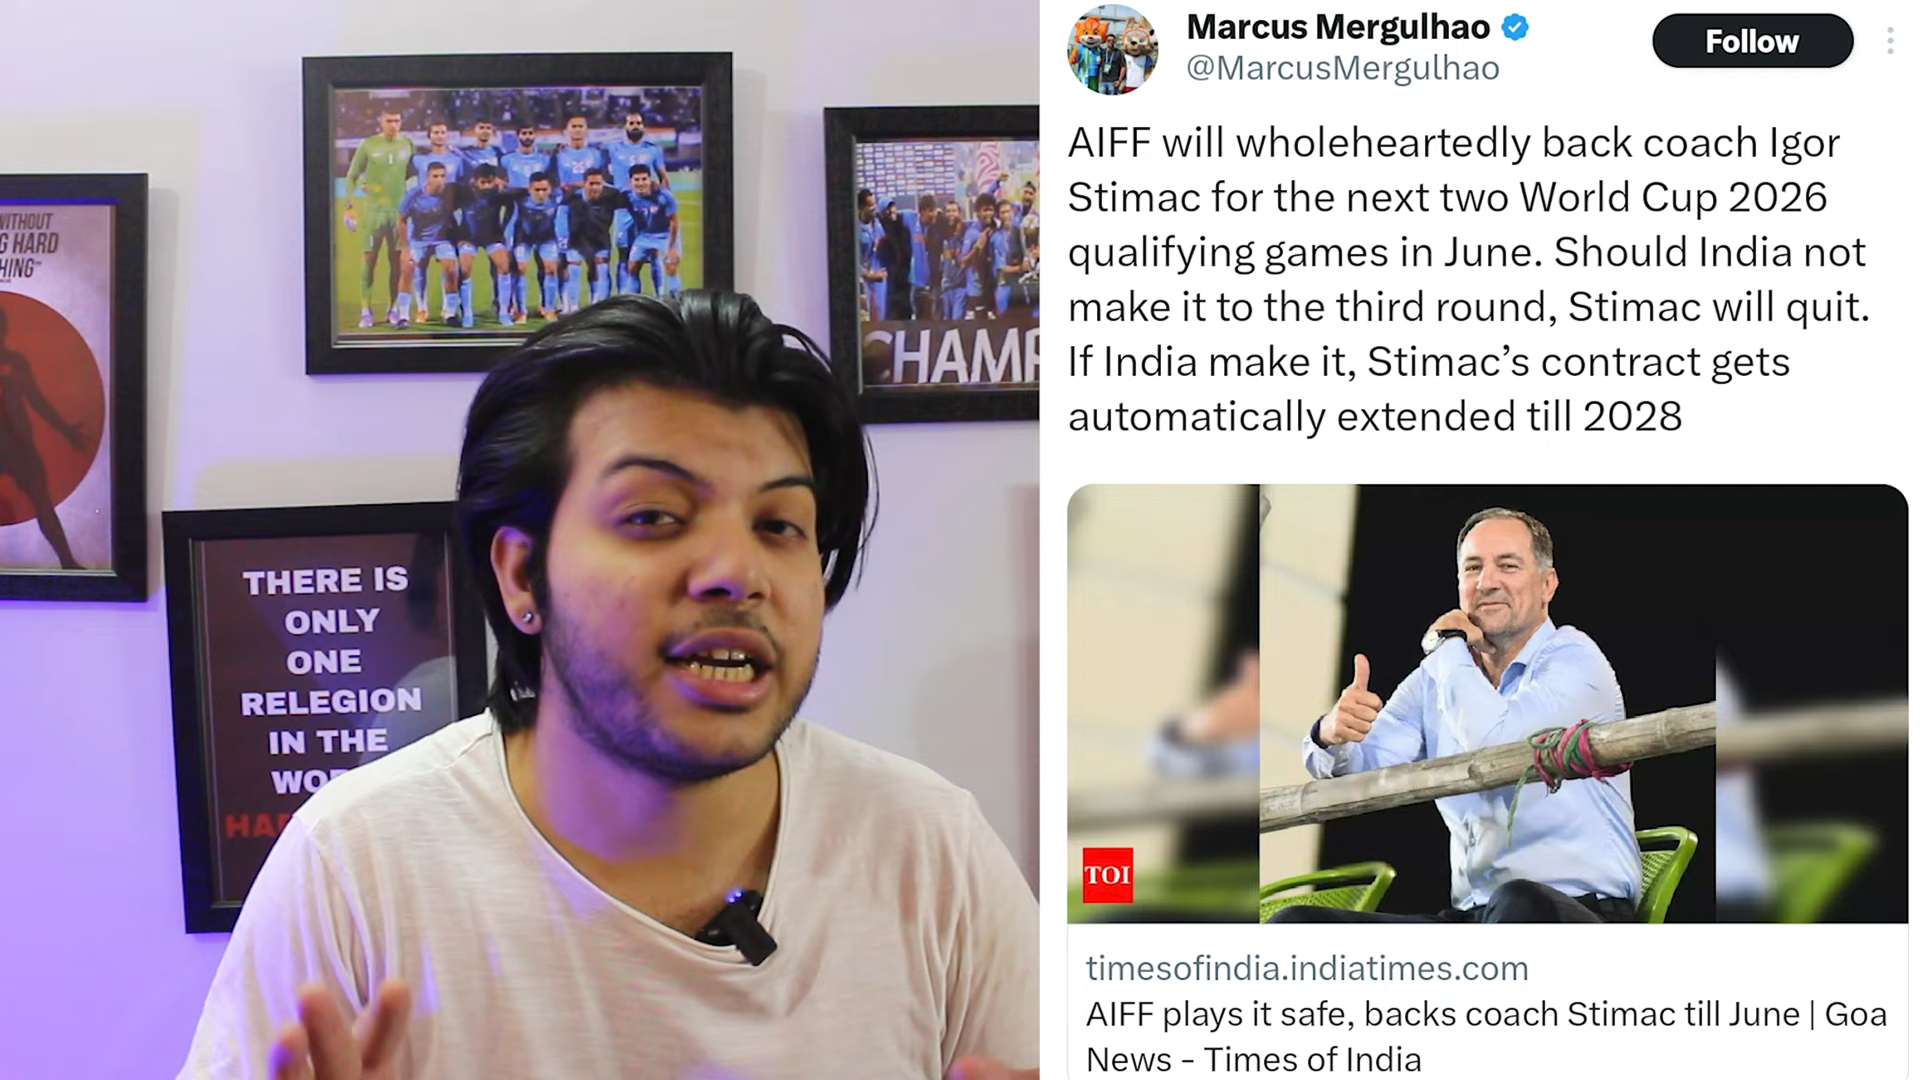 WITHOUT
G HARD
HING"
CHAMP
THERE IS
ONLY
ONE
RELEGION
IN THE
Marcus Mergulhao
@MarcusMergulhao
Follow
AIFF will wholeheartedly back coach Igor
Stimac for the next two World Cup 2026
qualifying games in June. Should India not
make it to the third round, Stimac will quit.
If India make it, Stimac’s contract gets
automatically extended till 2028
TOI
timesofindia.indiatimes.com
AIFF plays it safe, backs coach Stimac till June | Goa
News - Times of India